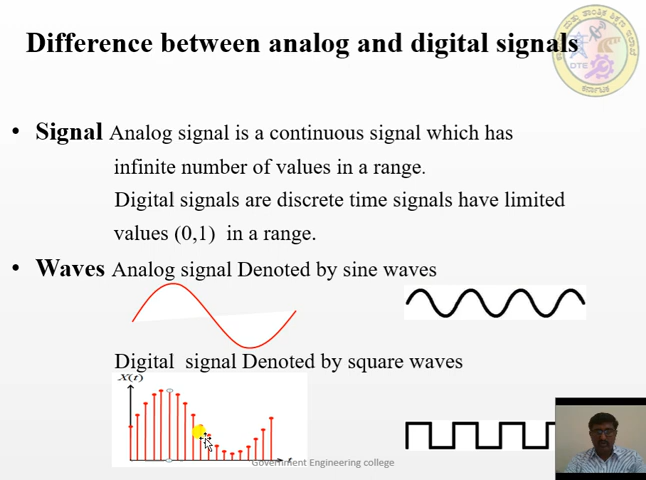 Difference between analog and digital signals
DTE
• Signal Analog signal is a continuous signal which has
infinite number of values in a range.
Digital signals are discrete time signals have limited
values (0,1) in a range.
• Waves Analog signal Denoted by sine waves
Digital signal Denoted by square waves
X(t)
t
Government Engineering college